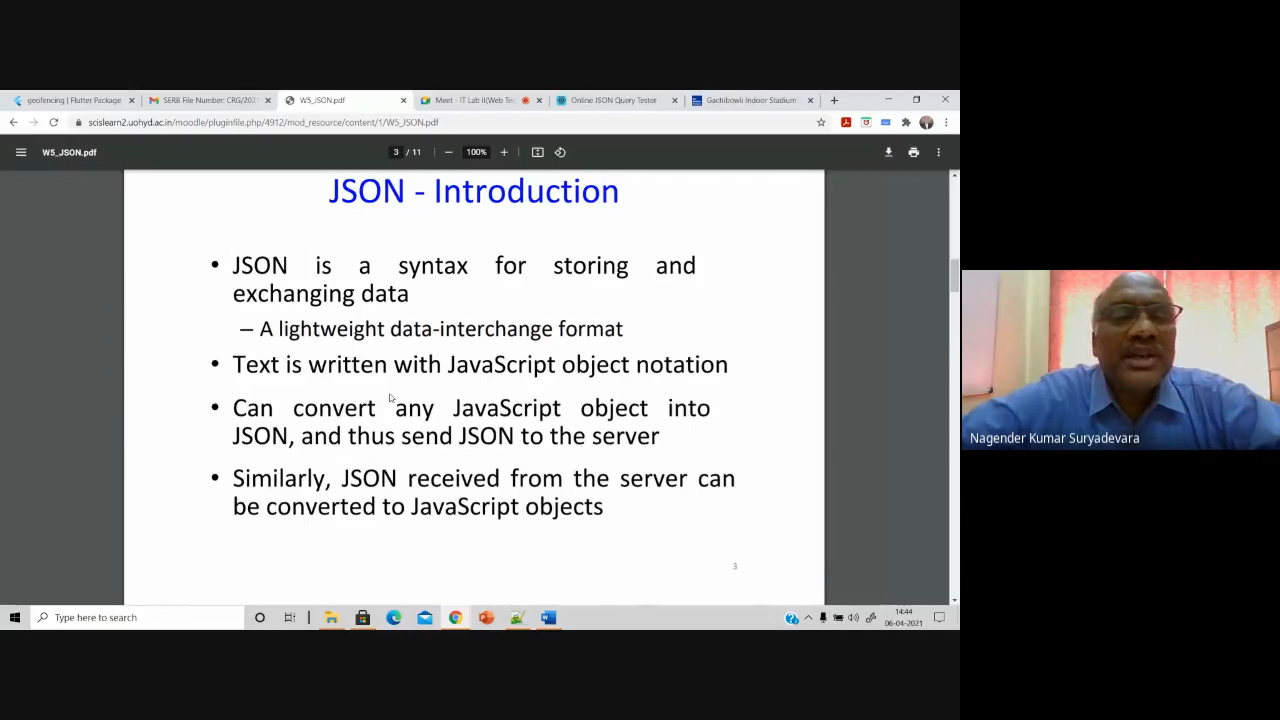 geofencing | Flutter Package
SERB File Number: CRG/202
W5_JSON.pdf
Meet - IT Lab II(Web Te
Online JSON Query Tester
Gachibowli Indoor Stadium
scislearn2.uohyd.ac.in/moodle/pluginfile.php/4912/mod_resource/content/1/W5_JSON.pdf
W5_JSON.pdf
3 / 11
100%
JSON - Introduction
• JSON is a syntax for storing and
exchanging data
– A lightweight data-interchange format
• Text is written with JavaScript object notation
• Can convert any JavaScript object into
JSON, and thus send JSON to the server
• Similarly, JSON received from the server can
be converted to JavaScript objects
3
Nagender Kumar Suryadevara
Type here to search
14:44
06-04-2021